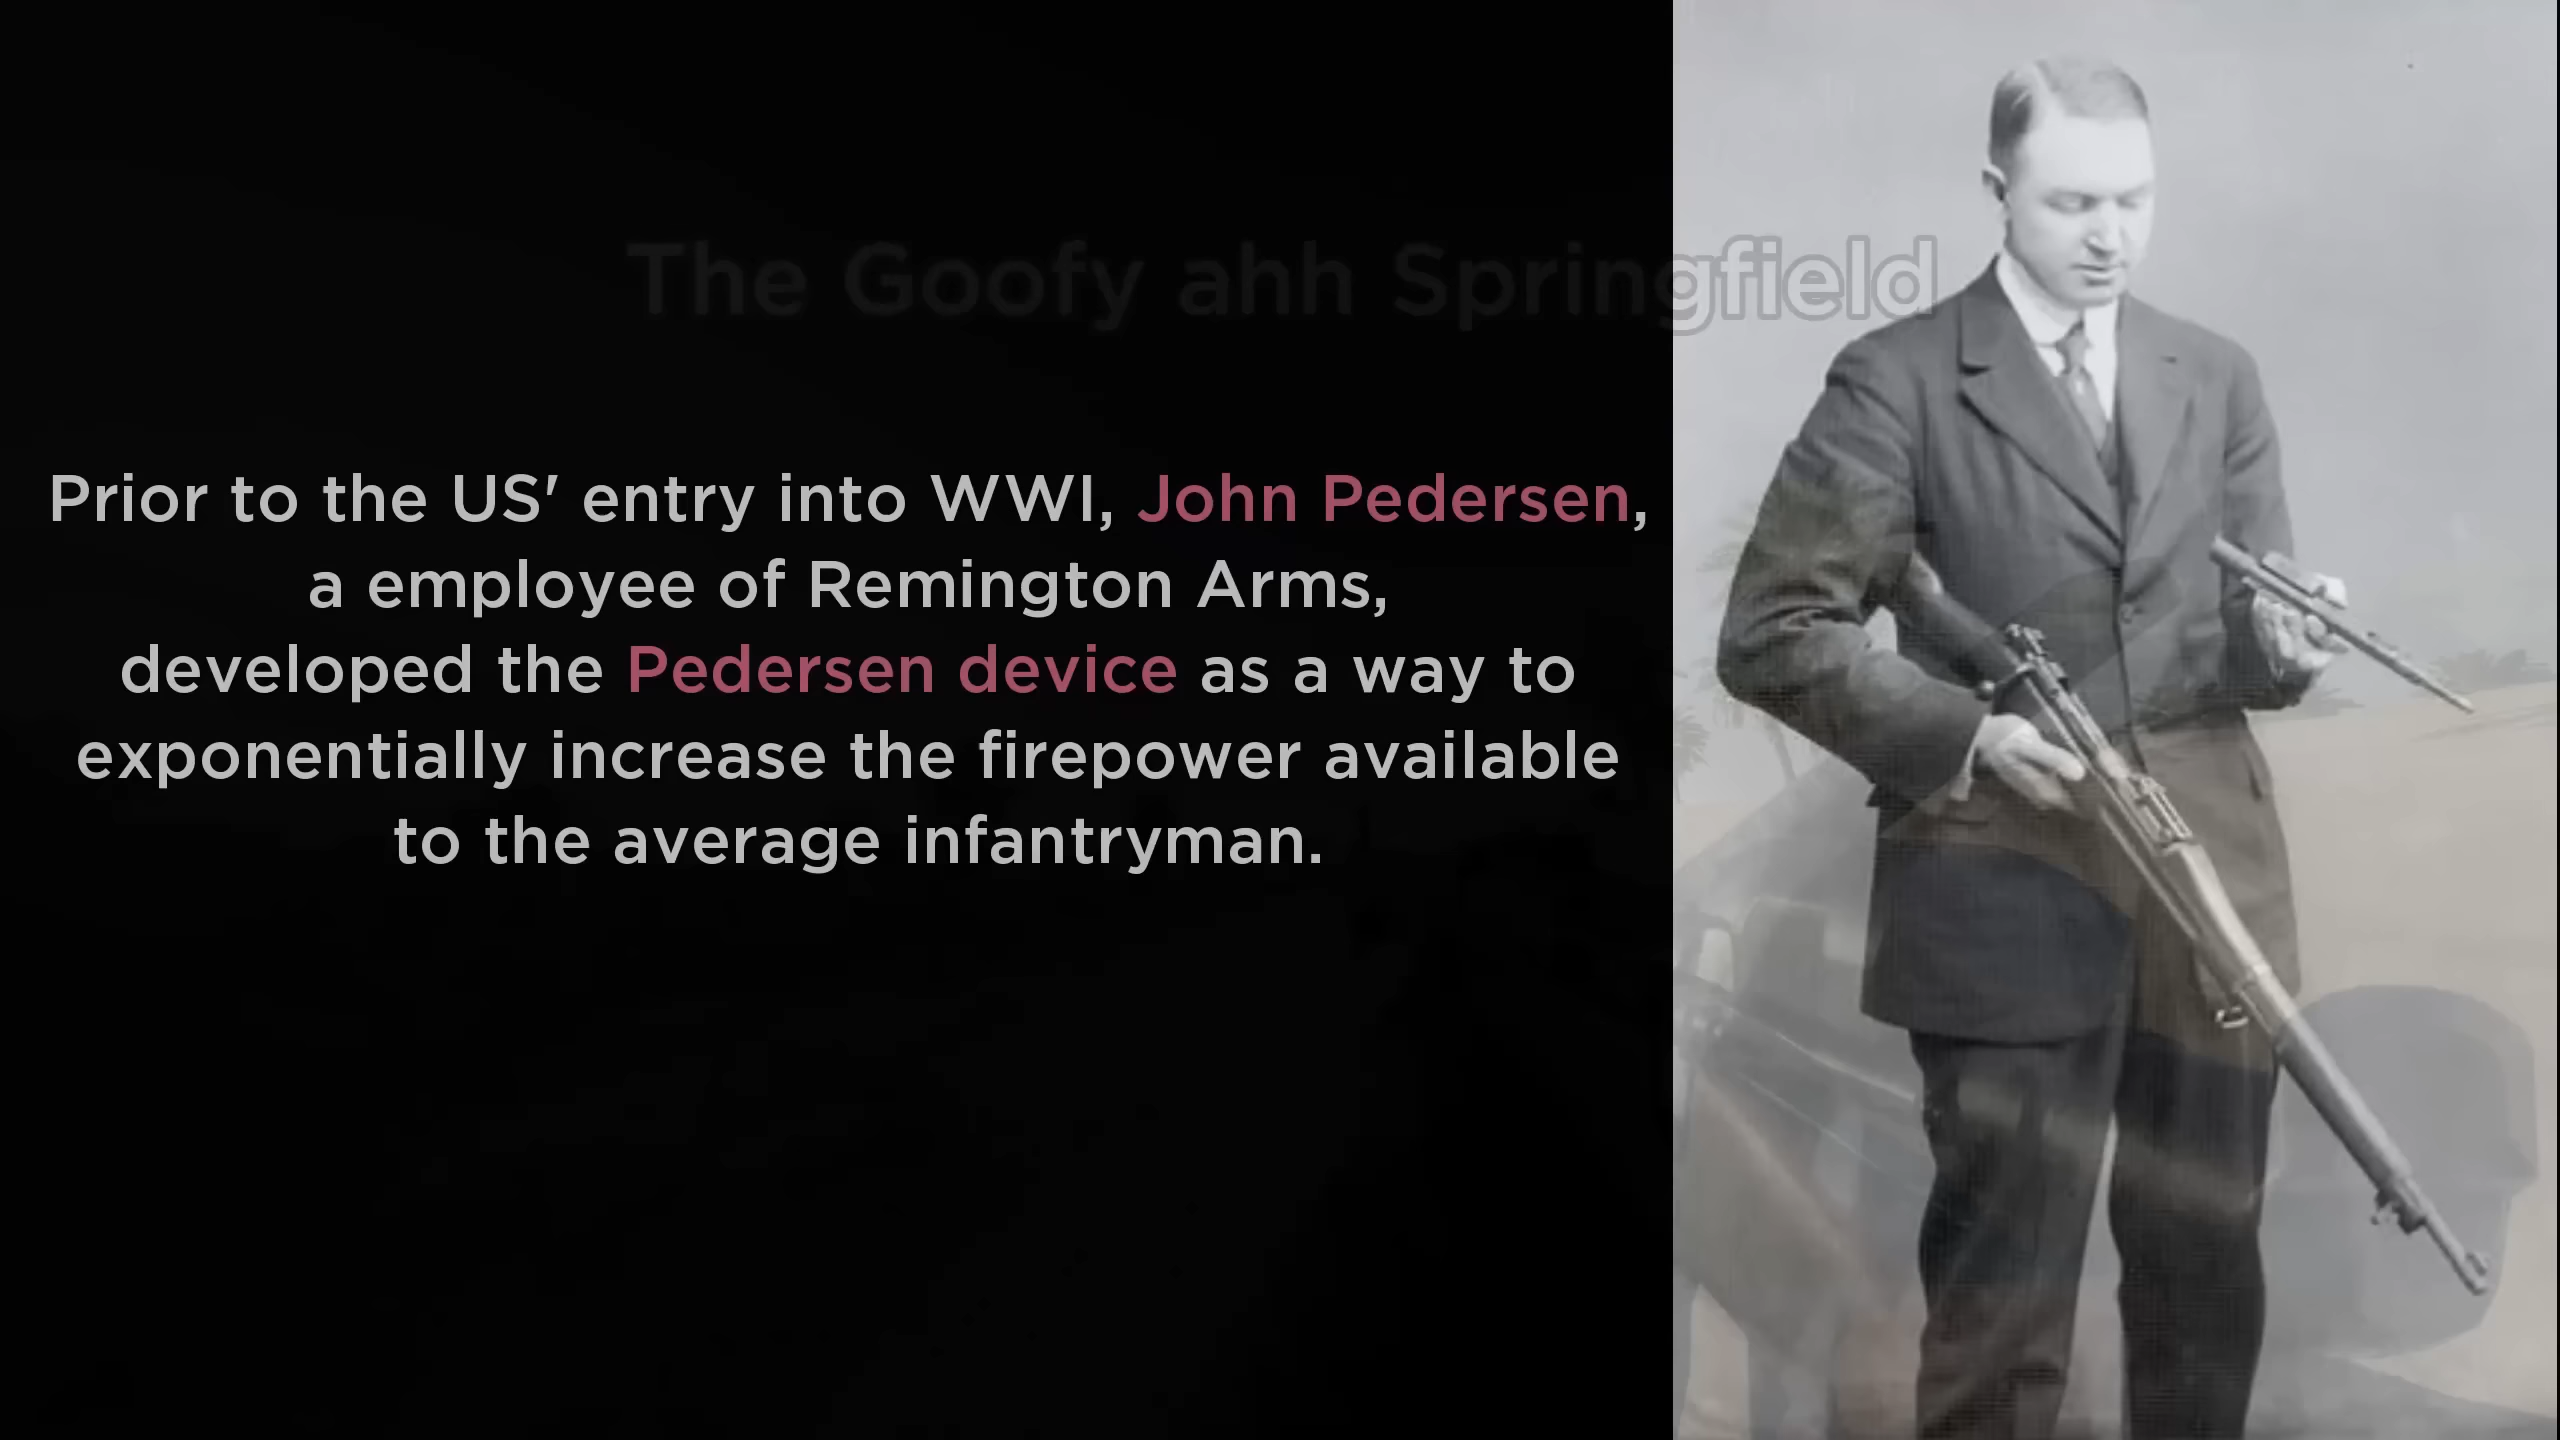 The Goofy ahh Springfield
Prior to the US' entry into WWI, John Pedersen,
a employee of Remington Arms,
developed the Pedersen device as a way to
exponentially increase the firepower available
to the average infantryman.